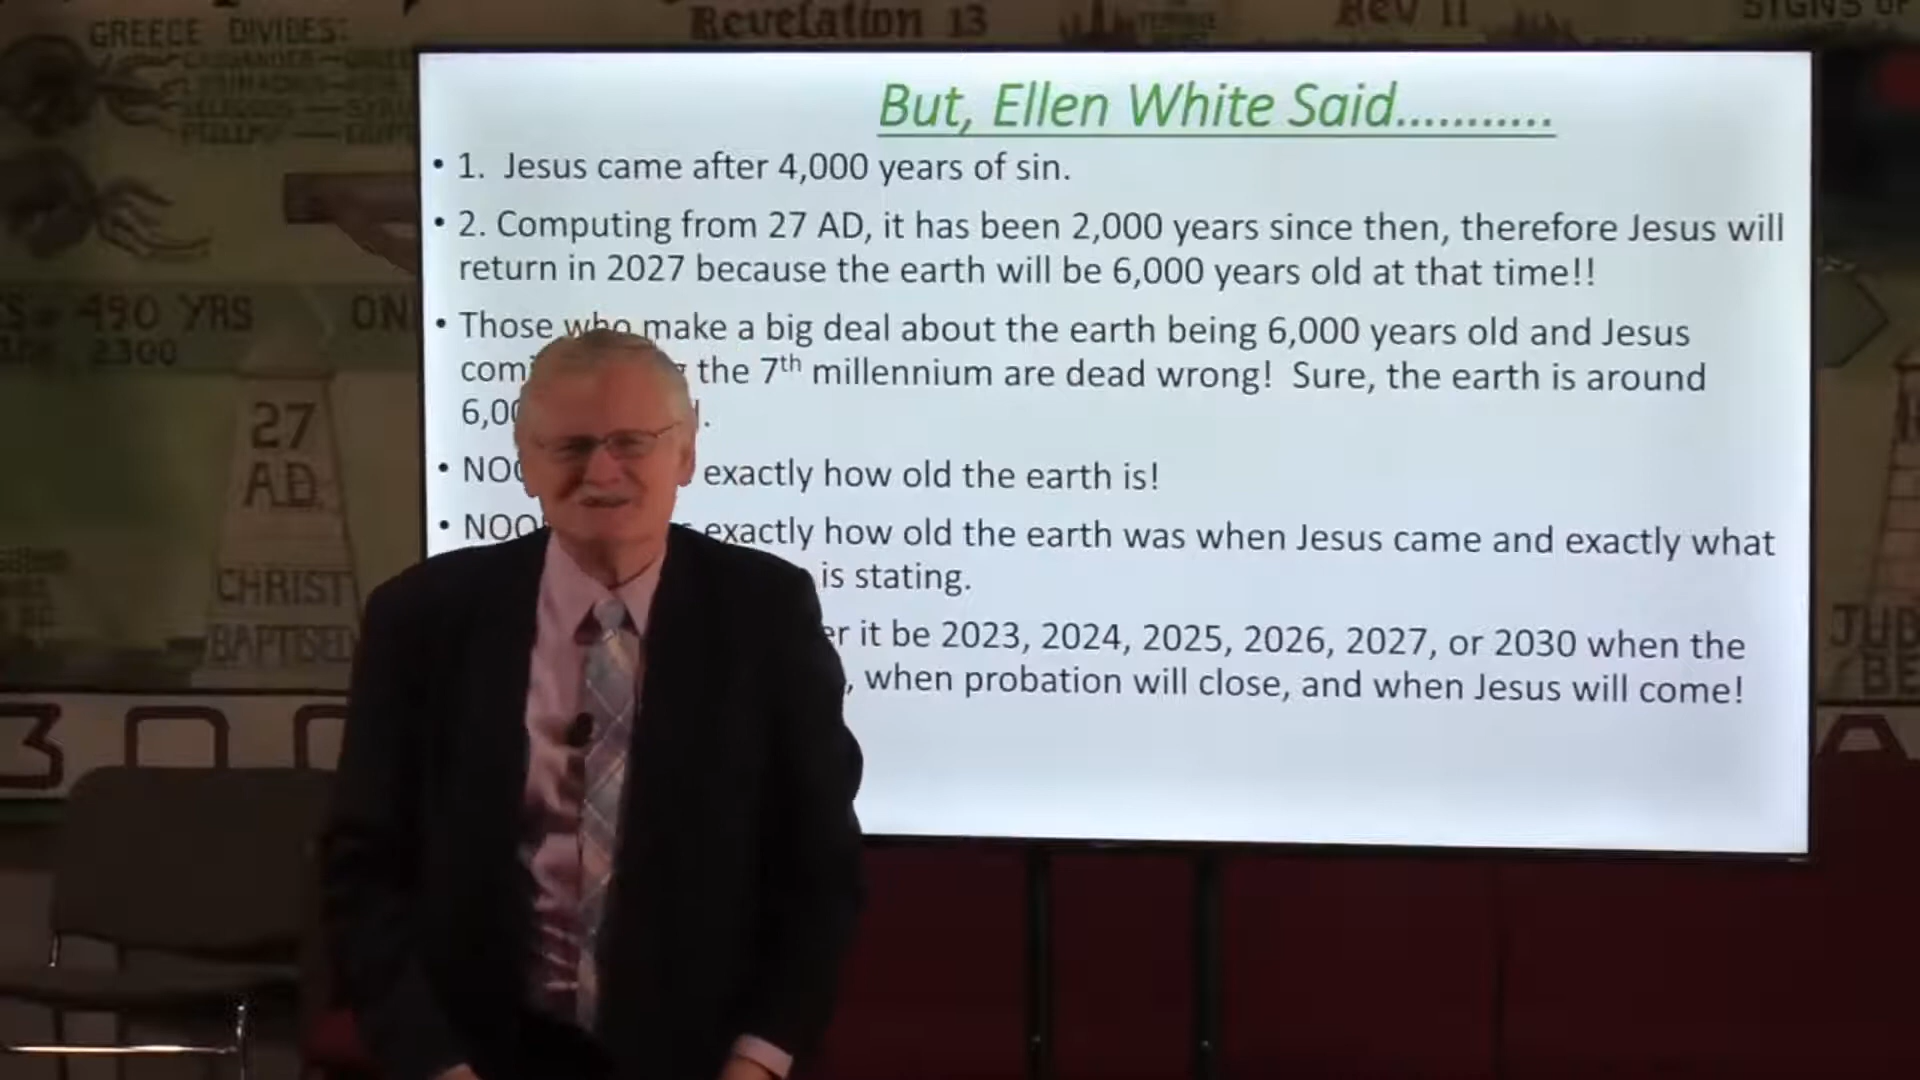 GREECE DIVIDES:
Revelation 13
Rev 11
SIGNS OF
But, Ellen White Said...........
• 1. Jesus came after 4,000 years of sin.
• 2. Computing from 27 AD, it has been 2,000 years since then, therefore Jesus will
return in 2027 because the earth will be 6,000 years old at that time!!
• Those who make a big deal about the earth being 6,000 years old and Jesus
the 7th millennium are dead wrong! Sure, the earth is around
• exactly how old the earth is!
• exactly how old the earth was when Jesus came and exactly what
is stating.
it be 2023, 2024, 2025, 2026, 2027, or 2030 when the
, when probation will close, and when Jesus will come!
490 YRS
2300
27
A.D.
CHRIST
BAPTISED
300